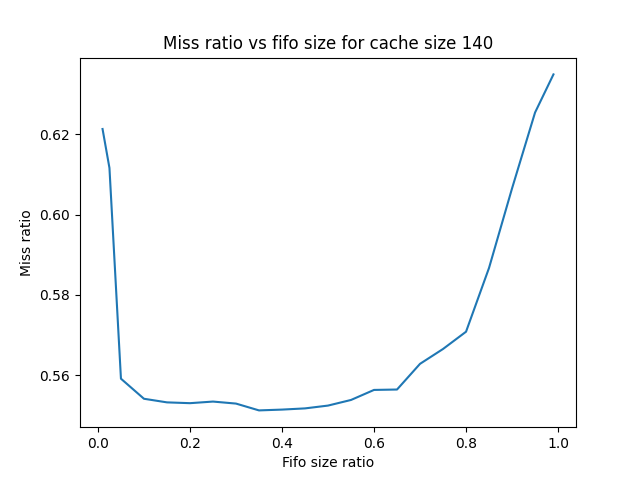 Miss ratio vs fifo size for cache size 140
Miss ratio
0.62
0.60
0.58
0.56
0.0 0.2 0.4 0.6 0.8 1.0
Fifo size ratio